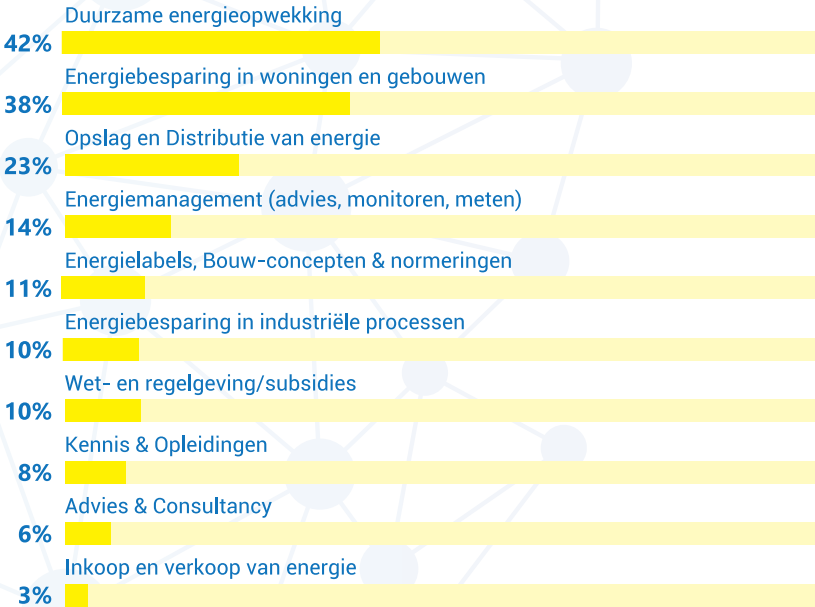 Duurzame energieopwekking
42%
Energiebesparing in woningen en gebouwen
38%
Opslag en Distributie van energie
23%
Energiemanagement (advies, monitoren, meten)
14%
Energielabels, Bouw-concepten & normeringen
11%
Energiebesparing in industriële processen
10%
Wet- en regelgeving/subsidies
10%
Kennis & Opleidingen
8%
Advies & Consultancy
6%
Inkoop en verkoop van energie
3%